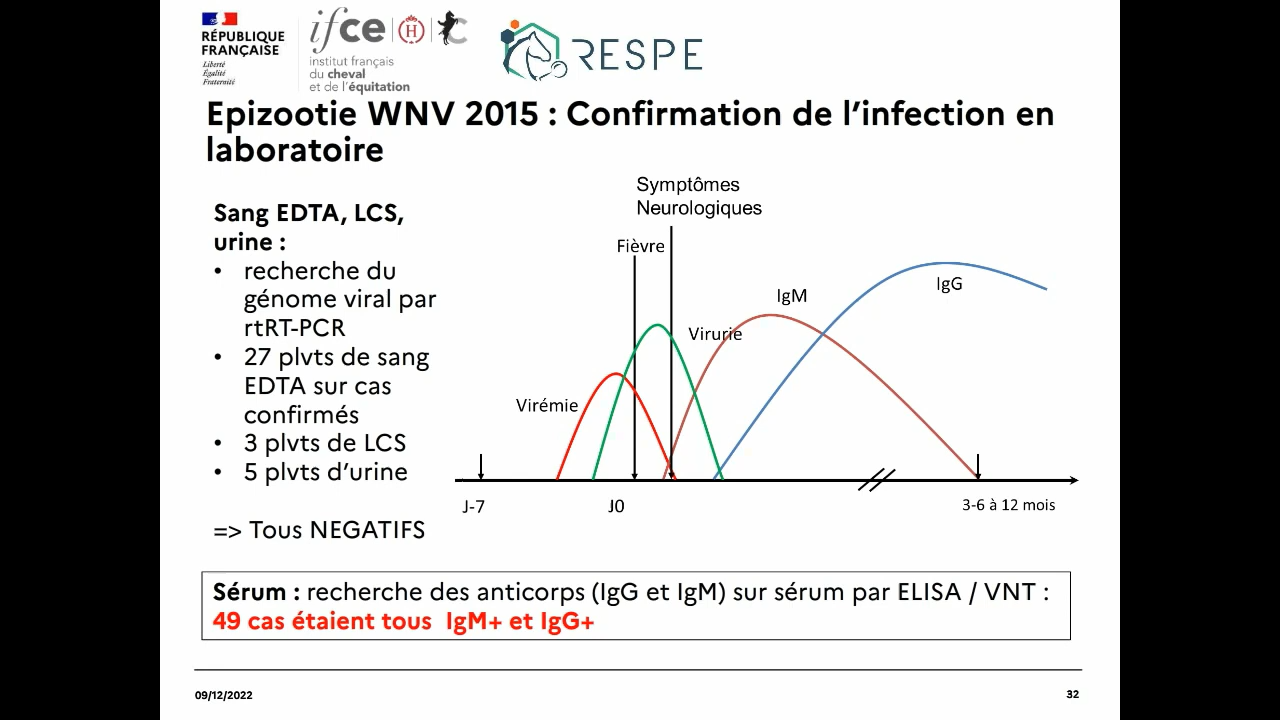 RÉPUBLIQUE
FRANÇAISE
Liberté
Égalité
Fraternité
ifce
institut français
du cheval
et de l'équitation
RESPE
Epizootie WNV 2015 : Confirmation de l'infection en
laboratoire
Sang EDTA, LCS,
urine :
• recherche du
génome viral par
rtRT-PCR
• 27 plvts de sang
EDTA sur cas
confirmés
• 3 plvts de LCS
• 5 plvts d'urine
=> Tous NEGATIFS
Symptômes
Neurologiques
Fièvre
IgG
IgM
Virurie
Virémie
J-7
J0
3-6 à 12 mois
Sérum : recherche des anticorps (IgG et IgM) sur sérum par ELISA / VNT :
49 cas étaient tous IgM+ et IgG+
09/12/2022
32